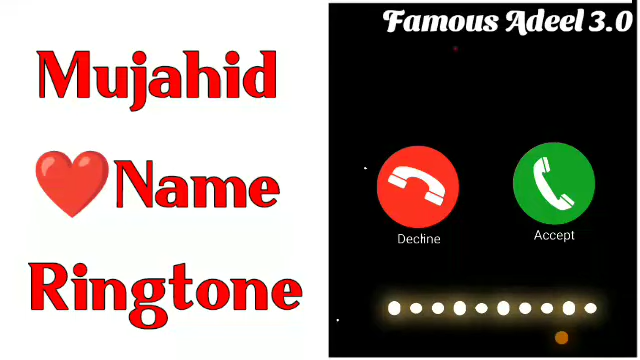 Mujahid
❤️Name
Ringtone
Famous Adeel 3.0
Decline
Accept